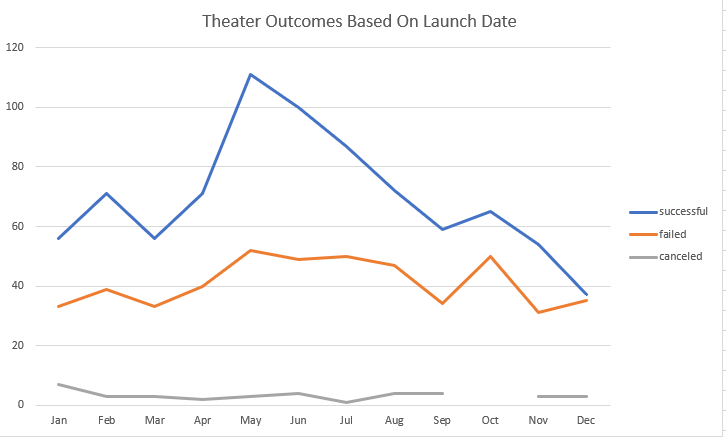 Theater Outcomes Based On Launch Date
120
100
80
60
40
20
0
Jan Feb Mar Apr May Jun Jul Aug Sep Oct Nov Dec
successful
failed
canceled